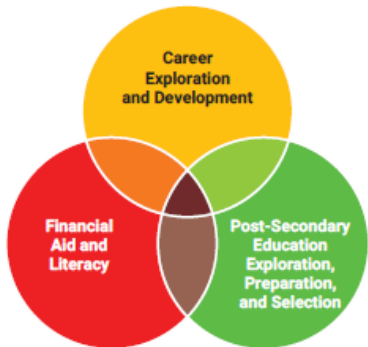 Career
Exploration
and Development
Financial
Aid and
Literacy
Post-Secondary
Education
Exploration,
Preparation,
and Selection